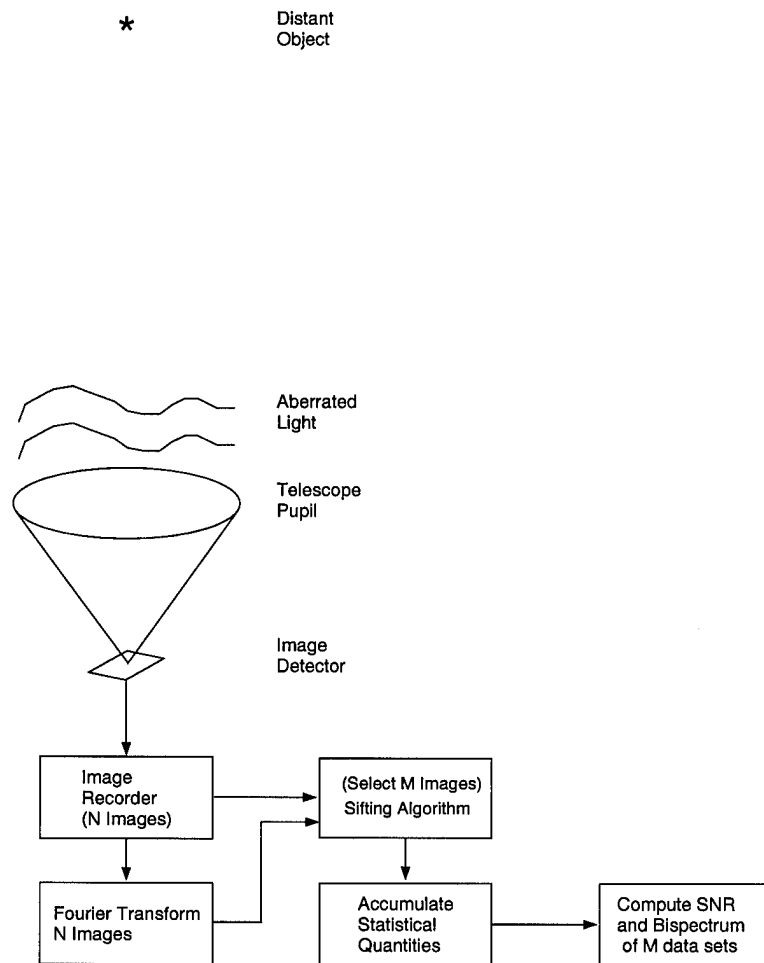 *
Distant
Object
Aberrated
Light
Telescope
Pupil
Image
Detector
Image
Recorder
(N Images)
(Select M Images)
Sifting Algorithm
Fourier Transform
N Images
Accumulate
Statistical
Quantities
Compute SNR
and Bispectrum
of M data sets